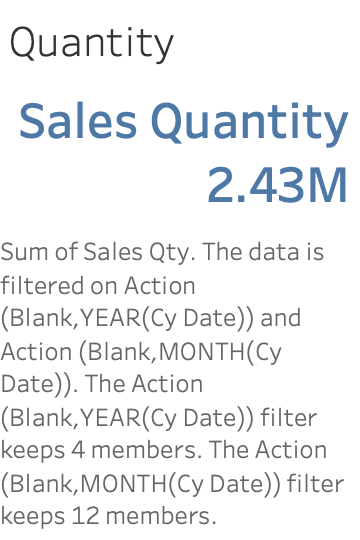 Quantity
Sales Quantity
2.43M
Sum of Sales Qty. The data is
filtered on Action
(Blank,YEAR(Cy Date)) and
Action (Blank,MONTH(Cy
Date)). The Action
(Blank,YEAR(Cy Date)) filter
keeps 4 members. The Action
(Blank,MONTH(Cy Date)) filter
keeps 12 members.